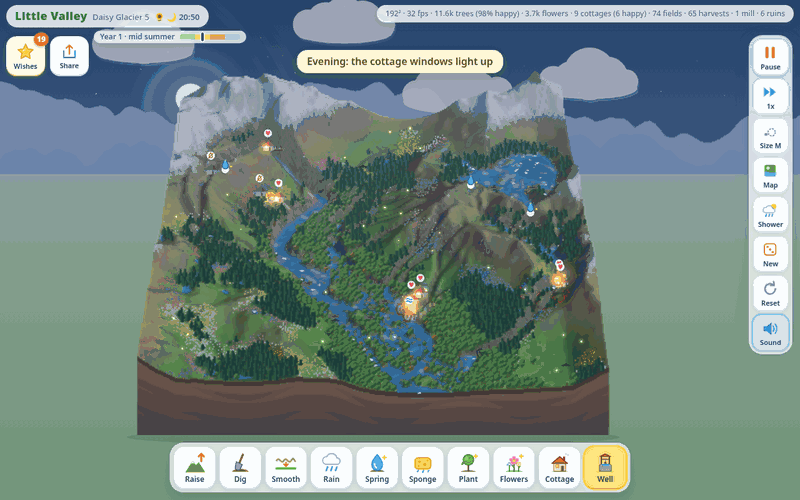 Little Valley Daisy Glacier 5 20:50
192² · 32 fps · 11.6k trees (98% happy) · 3.7k flowers · 9 cottages (6 happy) · 74 fields · 65 harvests · 1 mill · 6 ruins
Year 1 · mid summer
19
Wishes
Share
Evening: the cottage windows light up
Pause
1x
Size M
Map
Shower
New
Reset
Sound
Raise
Dig
Smooth
Rain
Spring
Sponge
Plant
Flowers
Cottage
Well